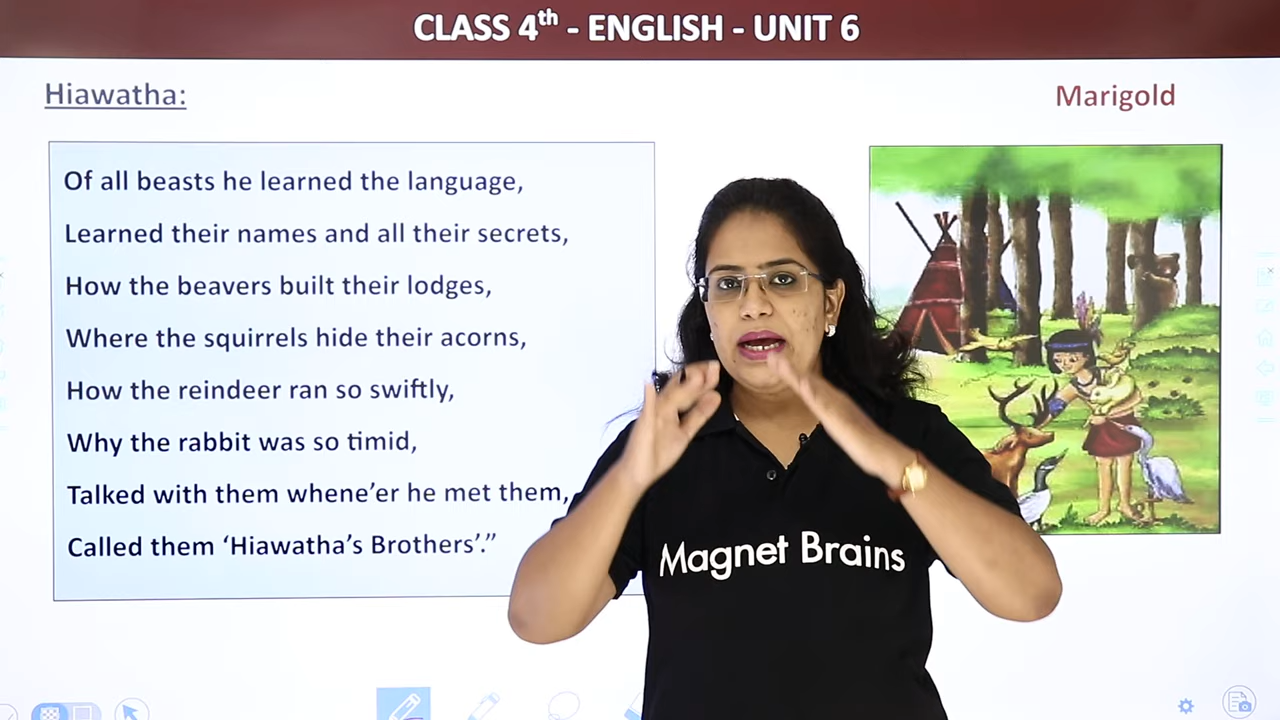 CLASS 4th - ENGLISH - UNIT 6
Hiawatha:
Marigold
Of all beasts he learned the language,
Learned their names and all their secrets,
How the beavers built their lodges,
Where the squirrels hide their acorns,
How the reindeer ran so swiftly,
Why the rabbit was so timid,
Talked with them whene’er he met them,
Called them ‘Hiawatha’s Brothers’.”
Magnet Brains